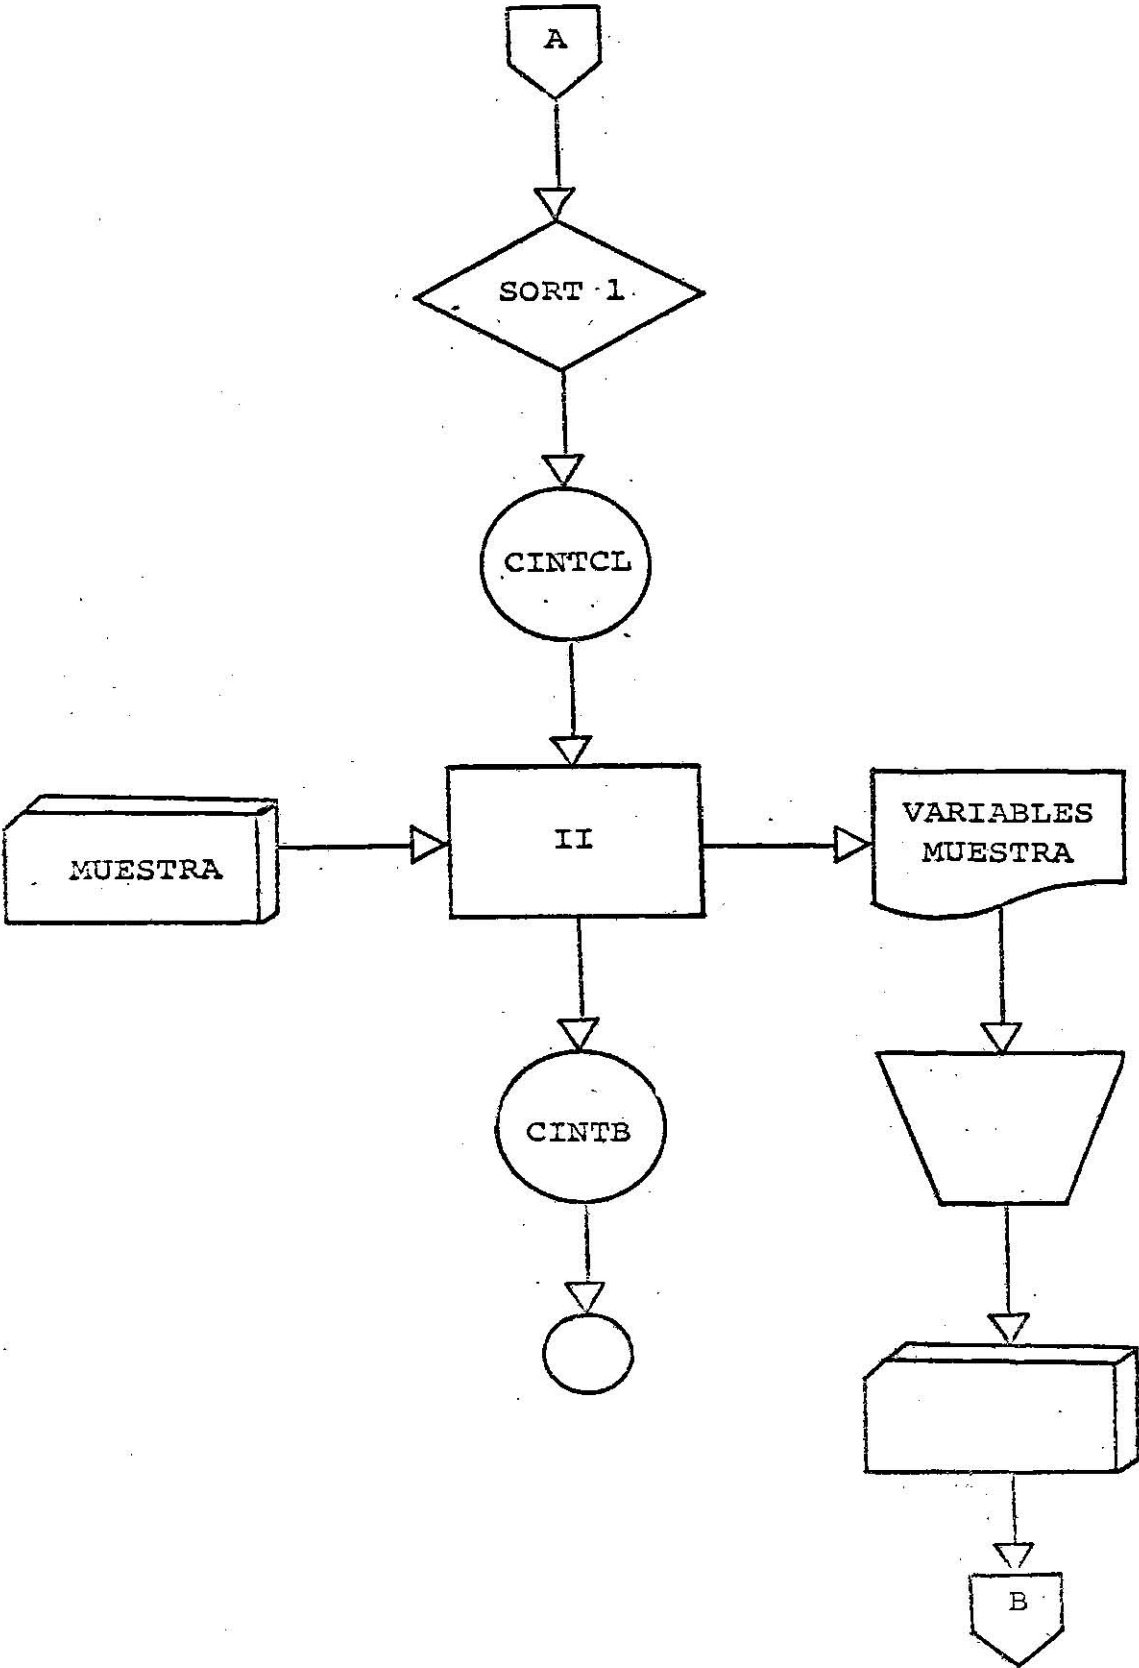 A
SORT 1
CINTCL
MUESTRA
II
VARIABLES
MUESTRA
CINTB
B